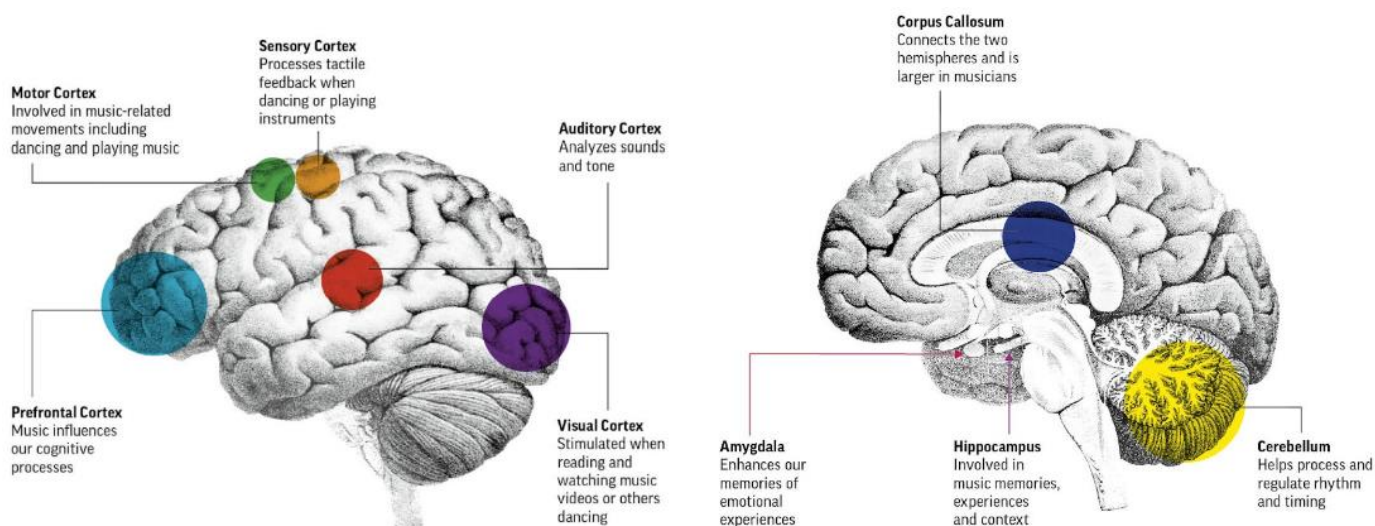 Sensory Cortex
Processes tactile
feedback when
dancing or playing
instruments
Motor Cortex
Involved in music-related
movements including
dancing and playing music
Auditory Cortex
Analyzes sounds
and tone
Prefrontal Cortex
Music influences
our cognitive
processes
Visual Cortex
Stimulated when
reading and
watching music
videos or others
dancing
Corpus Callosum
Connects the two
hemispheres and is
larger in musicians
Amygdala
Enhances our
memories of
emotional
experiences
Hippocampus
Involved in
music memories,
experiences
and context
Cerebellum
Helps process and
regulate rhythm
and timing